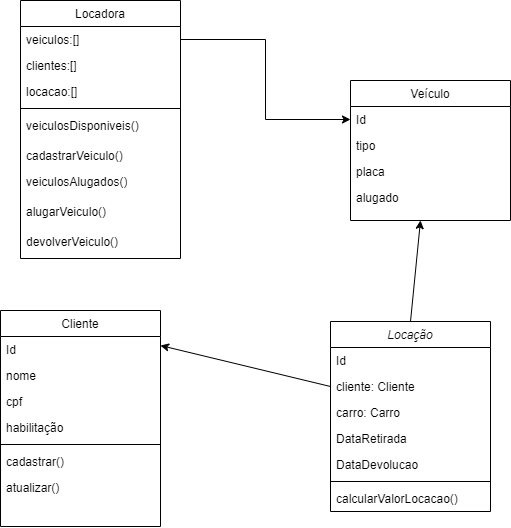 Locadora
veiculos:[]
clientes:[]
locacao:[]
veiculosDisponiveis()
cadastrarVeiculo()
veiculosAlugados()
alugarVeiculo()
devolverVeiculo()
Veículo
Id
tipo
placa
alugado
Cliente
Id
nome
cpf
habilitação
cadastrar()
atualizar()
Locação
Id
cliente: Cliente
carro: Carro
DataRetirada
DataDevolucao
calcularValorLocacao()